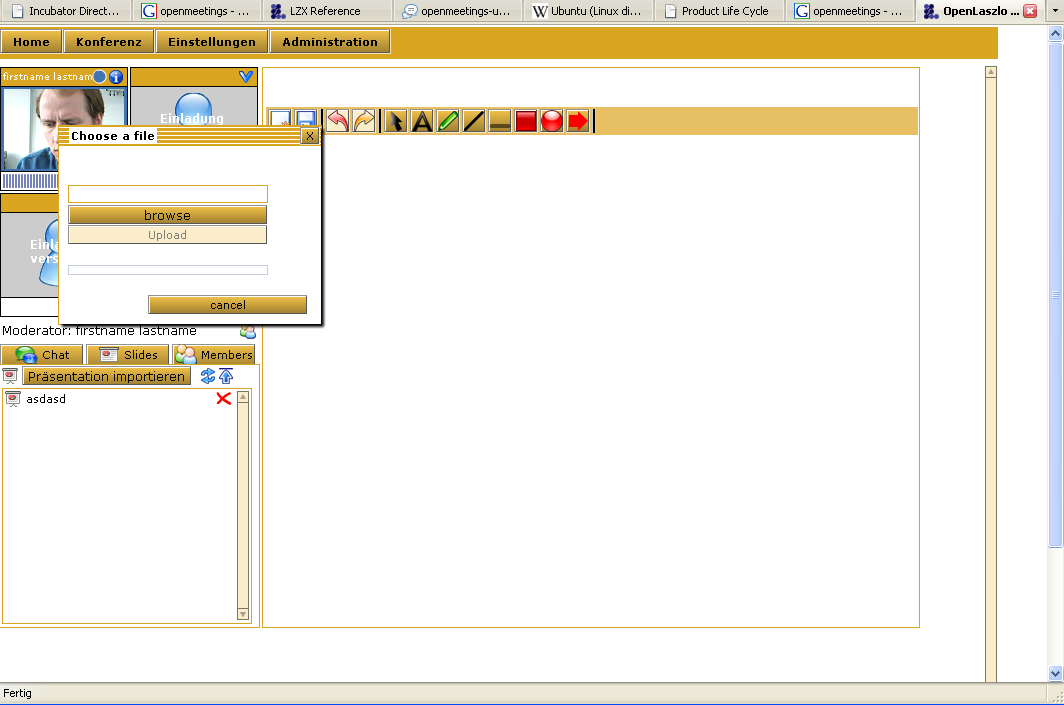 Incubator Direct...
openmeetings - ...
LZX Reference
openmeetings-u...
Ubuntu (Linux di...
Product Life Cycle
openmeetings - ...
OpenLaszlo ...
Home
Konferenz
Einstellungen
Administration
firstname lastnam
Einladung
Choose a file
X
browse
Upload
cancel
Einl
vers
Moderator: firstname lastname
Chat
Slides
Members
Präsentation importieren
asdasd
Fertig